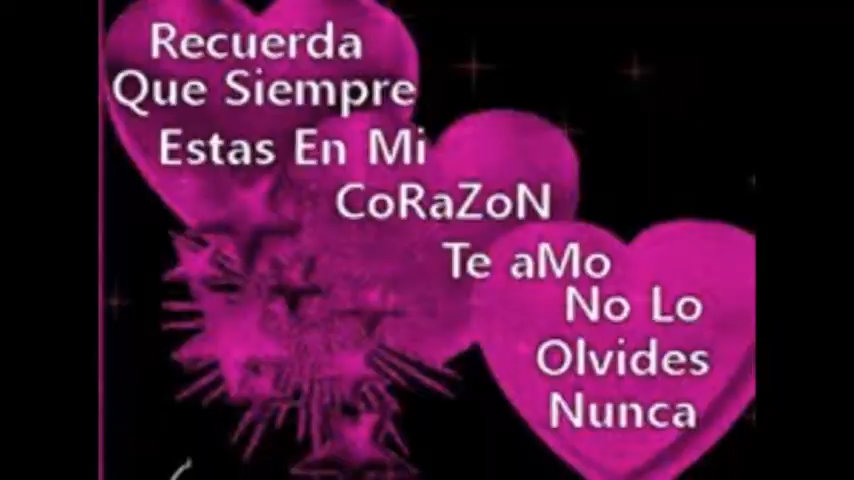 Recuerda
Que Siempre
Estas En Mi
CoRaZoN
Te aMo
No Lo
Olvides
Nunca